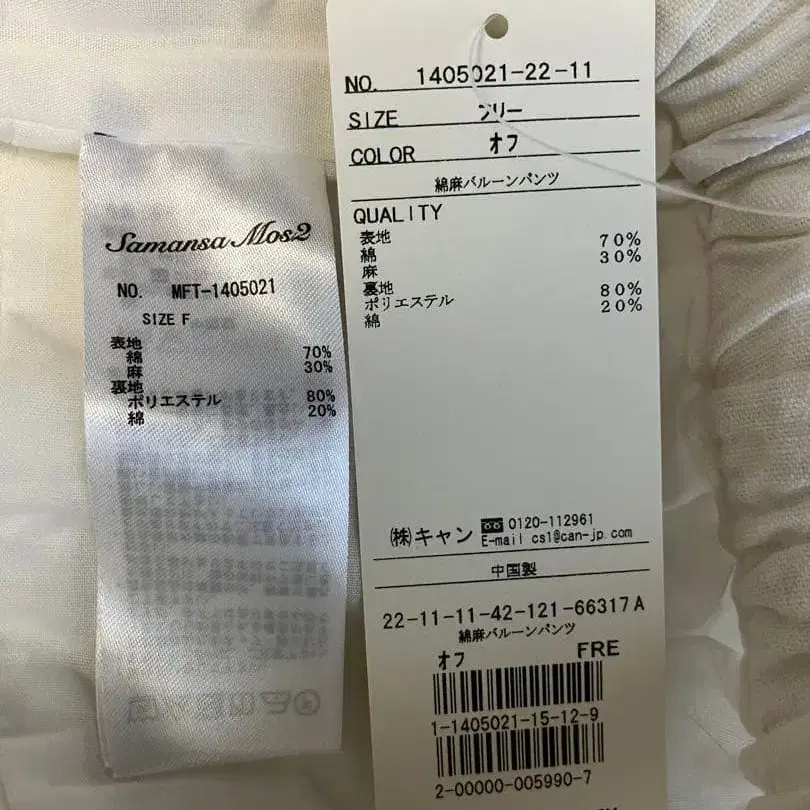 Samansa Mos2
NO. MFT-1405021
SIZE F
表地
綿 70%
麻 30%
裏地
ポリエステル 80%
綿 20%
NO. 1405021-22-11
SIZE フリー
COLOR オフ
綿麻バルーンパンツ
QUALITY
表地
綿 70%
麻 30%
裏地
ポリエステル 80%
綿 20%
㈱キャン 0120-112961
E-mail cs1@can-jp.com
中国製
22-11-11-42-121-66317A
綿麻バルーンパンツ
オフ FRE
1-1405021-15-12-9
2-00000-005990-7